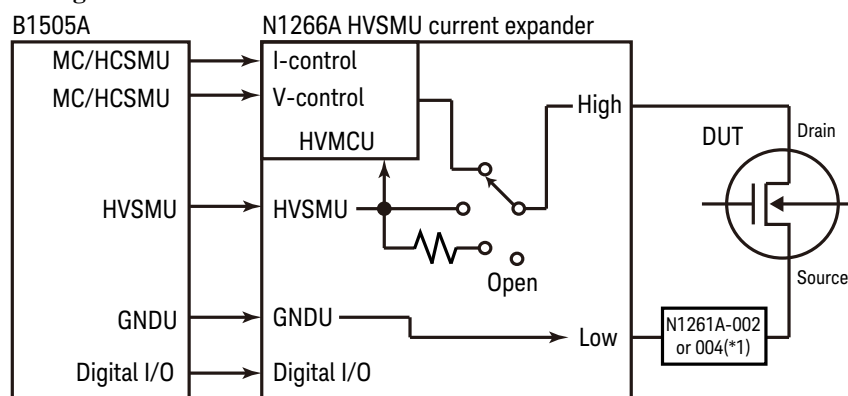 B1505A
N1266A HVSMU current expander
MC/HCSMU
I-control
MC/HCSMU
V-control
HVMCU
High
DUT
Drain
HVSMU
HVSMU
Open
Source
GNDU
GNDU
Low
N1261A-002
or 004(*1)
Digital I/O
Digital I/O